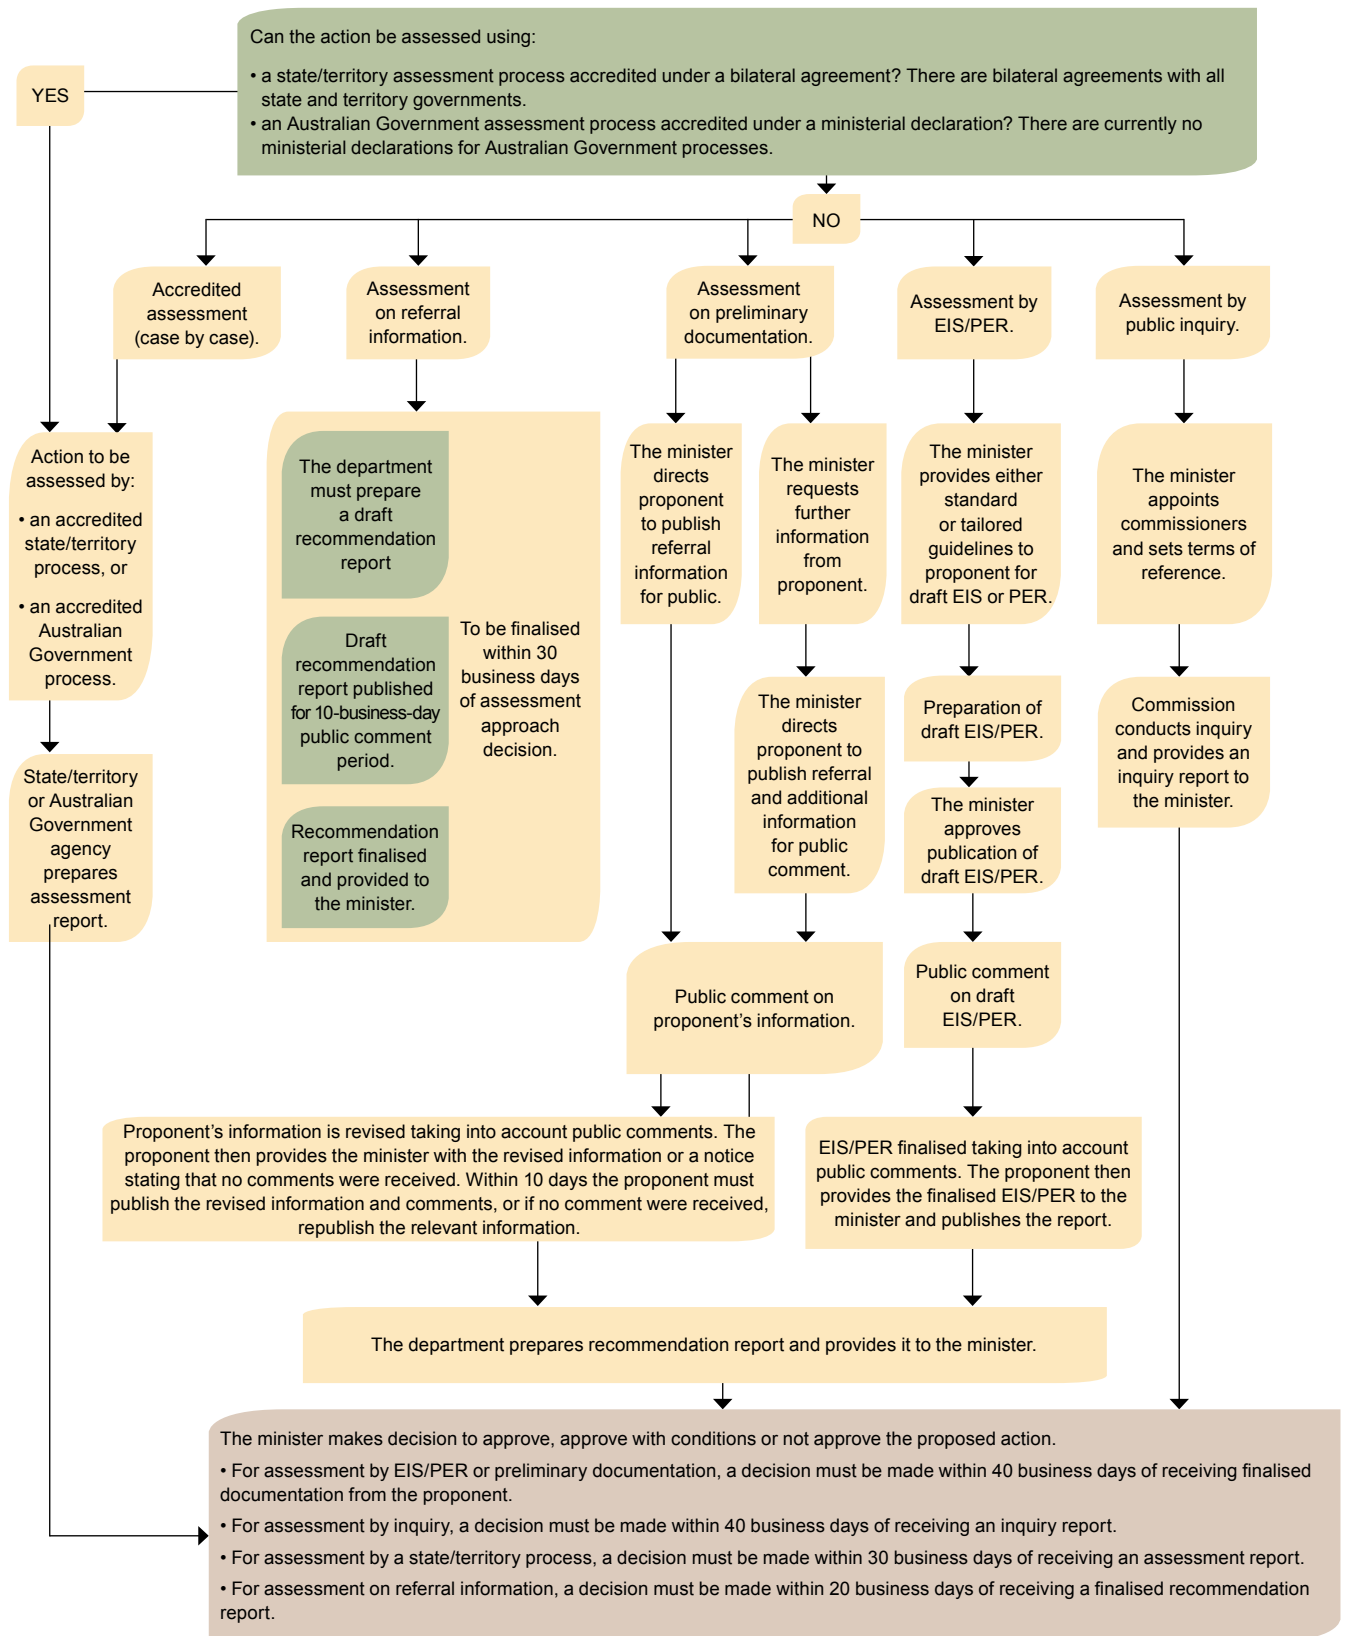 Can the action be assessed using:
• a state/territory assessment process accredited under a bilateral agreement? There are bilateral agreements with all
state and territory governments.
• an Australian Government assessment process accredited under a ministerial declaration? There are currently no
ministerial declarations for Australian Government processes.
YES
NO
Accredited
assessment
(case by case).
Assessment
on referral
information.
Assessment
on preliminary
documentation.
Assessment by
EIS/PER.
Assessment by
public inquiry.
Action to be
assessed by:
• an accredited
state/territory
process, or
• an accredited
Australian
Government
process.
State/territory
or Australian
Government
agency
prepares
assessment
report.
The department
must prepare
a draft
recommendation
report
Draft
recommendation
report published
for 10-business-day
public comment
period.
Recommendation
report finalised
and provided to
the minister.
To be finalised
within 30
business days
of assessment
approach
decision.
The minister
directs
proponent
to publish
referral
information
for public.
The minister
requests
further
information
from
proponent.
The minister
directs
proponent to
publish referral
and additional
information
for public
comment.
Public comment on
proponent’s information.
The minister
provides either
standard
or tailored
guidelines to
proponent for
draft EIS or PER.
Preparation of
draft EIS/PER.
The minister
approves
publication of
draft EIS/PER.
Public comment
on draft
EIS/PER.
The minister
appoints
commissioners
and sets terms of
reference.
Commission
conducts inquiry
and provides an
inquiry report to
the minister.
Proponent’s information is revised taking into account public comments. The
proponent then provides the minister with the revised information or a notice
stating that no comments were received. Within 10 days the proponent must
publish the revised information and comments, or if no comment were received,
republish the relevant information.
EIS/PER finalised taking into account
public comments. The proponent then
provides the finalised EIS/PER to the
minister and publishes the report.
The department prepares recommendation report and provides it to the minister.
The minister makes decision to approve, approve with conditions or not approve the proposed action.
• For assessment by EIS/PER or preliminary documentation, a decision must be made within 40 business days of receiving finalised
documentation from the proponent.
• For assessment by inquiry, a decision must be made within 40 business days of receiving an inquiry report.
• For assessment by a state/territory process, a decision must be made within 30 business days of receiving an assessment report.
• For assessment on referral information, a decision must be made within 20 business days of receiving a finalised recommendation
report.